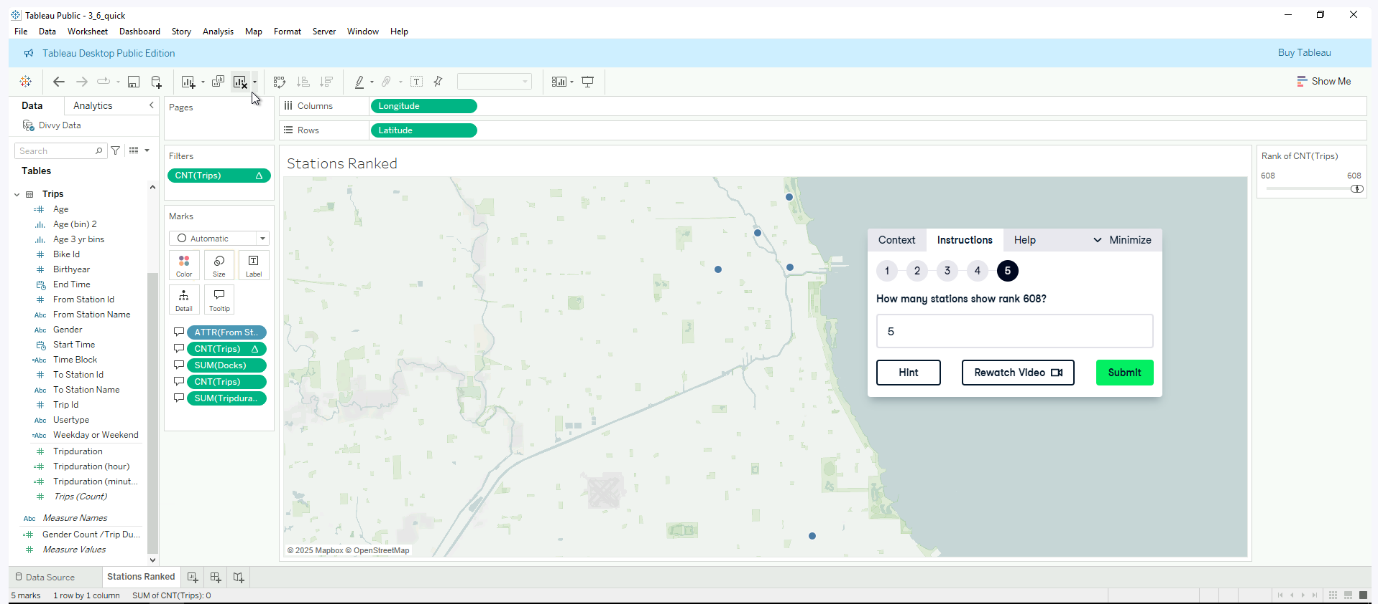 Tableau Public - 3_6_quick
File Data Worksheet Dashboard Story Analysis Map Format Server Window Help
Tableau Desktop Public Edition
Buy Tableau
Show Me
Data Analytics
Divvy Data
Search
Tables
Trips
Age
Age (bin) 2
Age 3 yr bins
Bike Id
Birthyear
End Time
From Station Id
Abc From Station Name
Abc Gender
Start Time
Abc Time Block
To Station Id
Abc To Station Name
Trip Id
Abc Usertype
Abc Weekday or Weekend
Tripduration
Tripduration (hour)
Tripduration (minut...
Trips (Count)
Abc Measure Names
Gender Count /Trip Du...
Measure Values
Pages
Filters
CNT(Trips)
Marks
Automatic
Color Size Label
Detail Tooltip
ATTR(From St..
CNT(Trips)
SUM(Docks)
CNT(Trips)
SUM(Tripdura..
Columns Longitude
Rows Latitude
Stations Ranked
© 2025 Mapbox © OpenStreetMap
Rank of CNT(Trips)
608 608
Context Instructions Help Minimize
1 2 3 4 5
How many stations show rank 608?
5
Hint Rewatch Video Submit
Data Source Stations Ranked
5 marks 1 row by 1 column SUM of CNT(Trips): 0